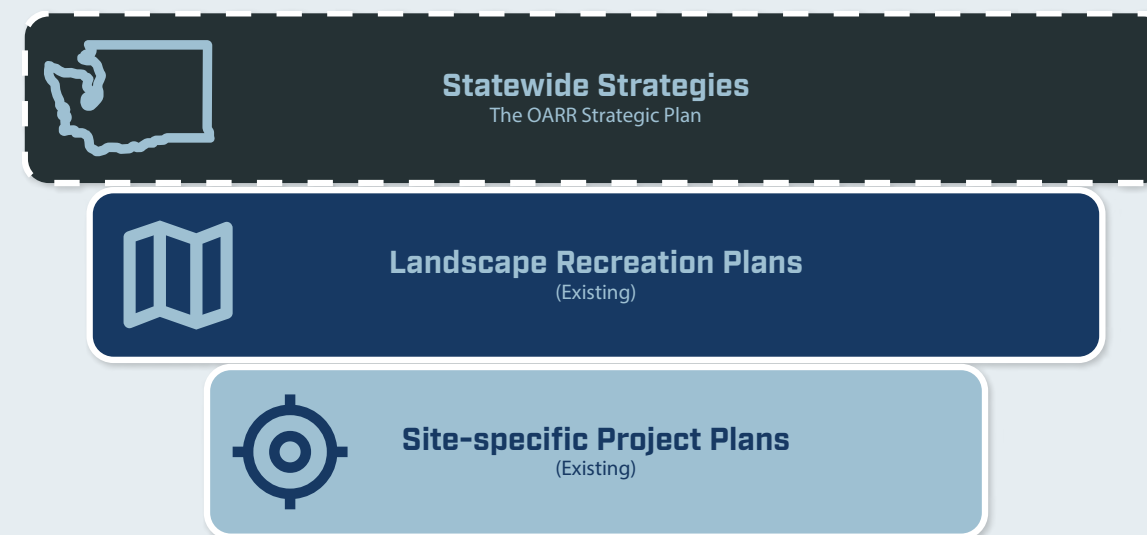 Statewide Strategies
The OARR Strategic Plan
Landscape Recreation Plans
(Existing)
Site-specific Project Plans
(Existing)